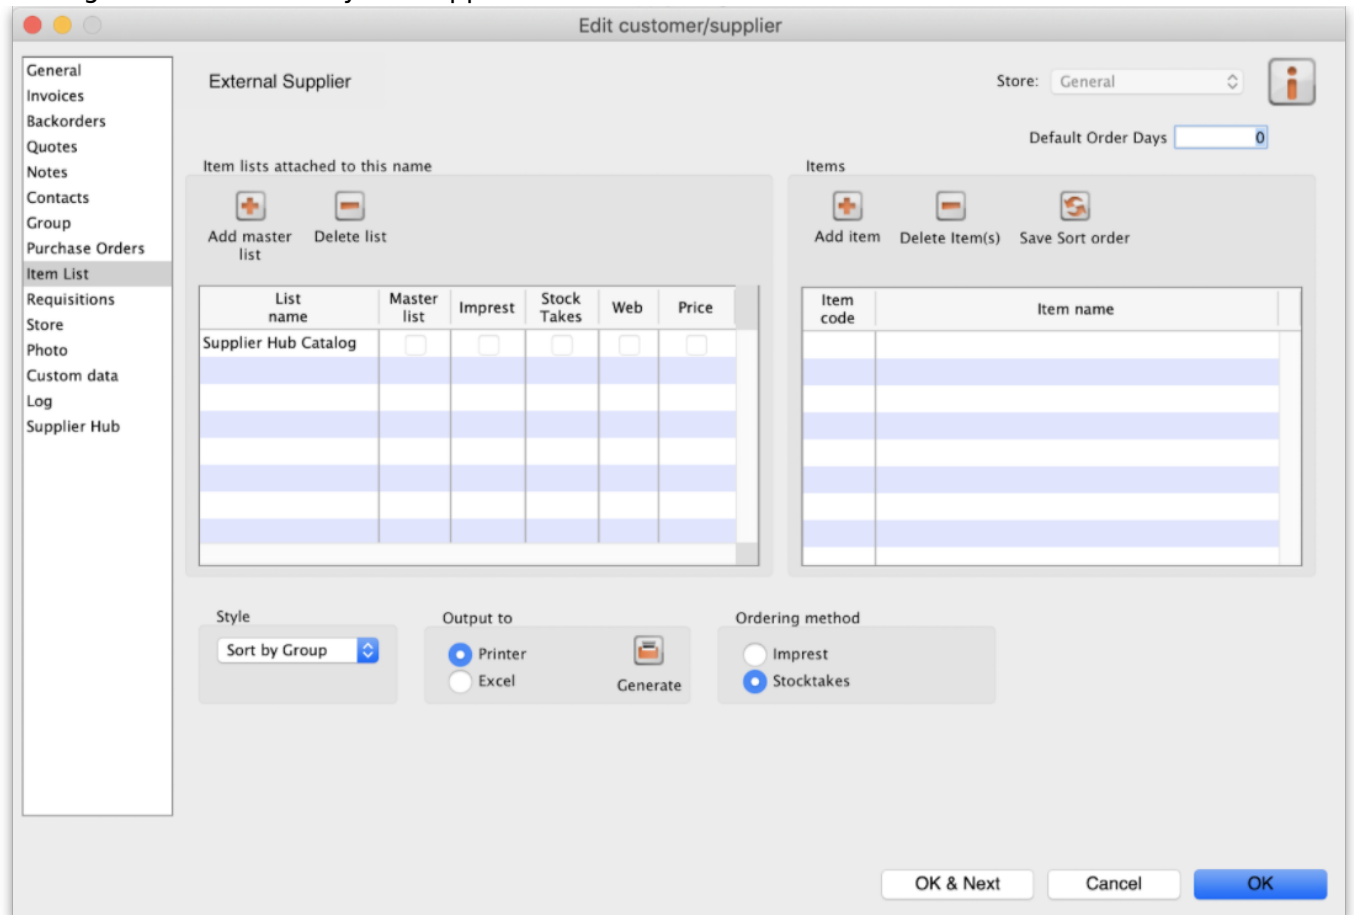 Edit customer/supplier
General
Invoices
Backorders
Quotes
Notes
Contacts
Group
Purchase Orders
Item List
Requisitions
Store
Photo
Custom data
Log
Supplier Hub
External Supplier
Store: General
Default Order Days 0
Item lists attached to this name
Add master
list
Delete list
List
name
Master
list
Imprest
Stock
Takes
Web
Price
Supplier Hub Catalog
Items
Add item
Delete Item(s)
Save Sort order
Item
code
Item name
Style
Sort by Group
Output to
Printer
Excel
Generate
Ordering method
Imprest
Stocktakes
OK & Next
Cancel
OK